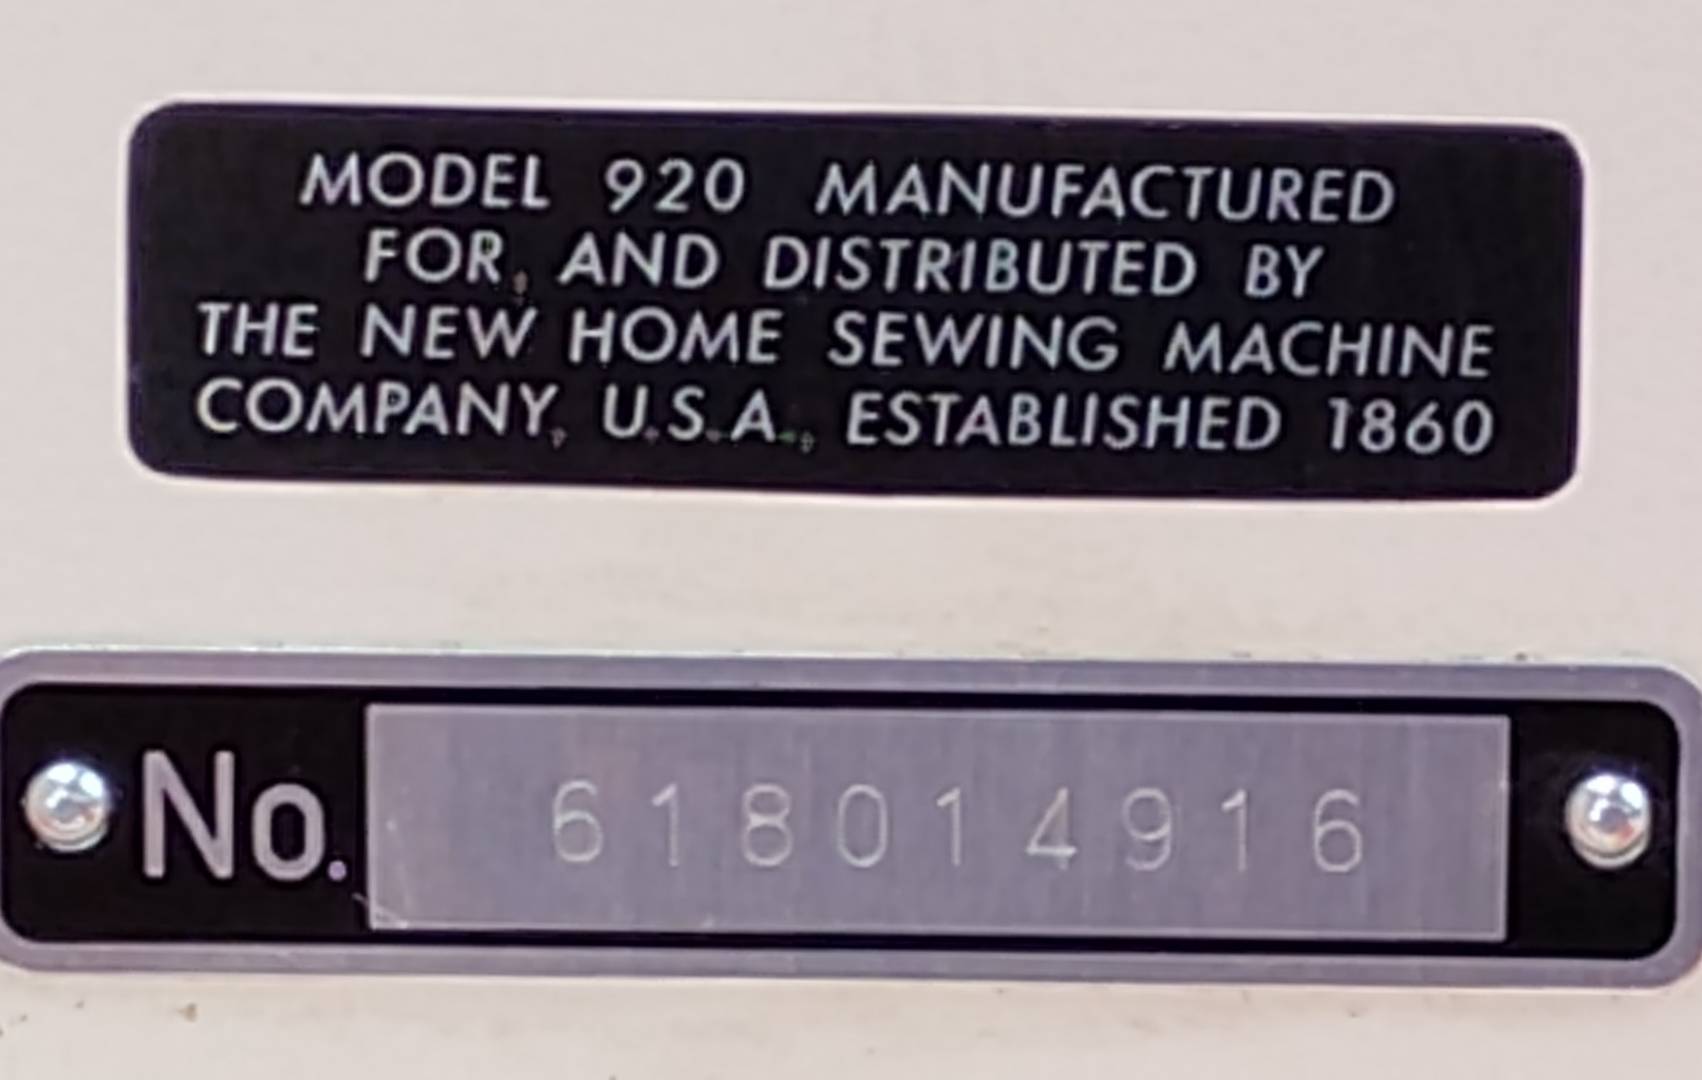 MODEL 920 MANUFACTURED
FOR, AND DISTRIBUTED BY
THE NEW HOME SEWING MACHINE
COMPANY, U.S.A., ESTABLISHED 1860
No. 618014916